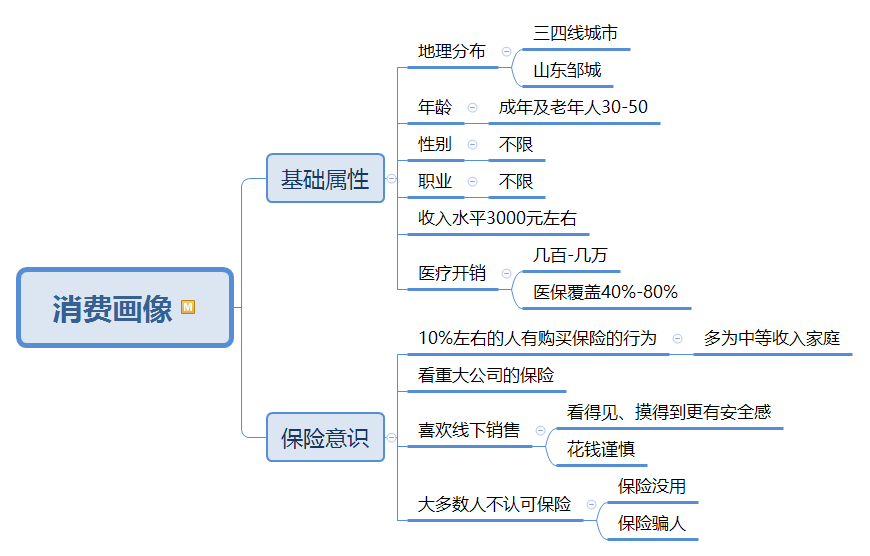 消费画像
M
基础属性
地理分布
三四线城市
山东邹城
年龄
成年及老年人30-50
性别
不限
职业
不限
收入水平3000元左右
医疗开销
几百-几万
医保覆盖40%-80%
保险意识
10%左右的人有购买保险的行为
多为中等收入家庭
看重大公司的保险
喜欢线下销售
看得见、摸得到更有安全感
花钱谨慎
大多数人不认可保险
保险没用
保险骗人